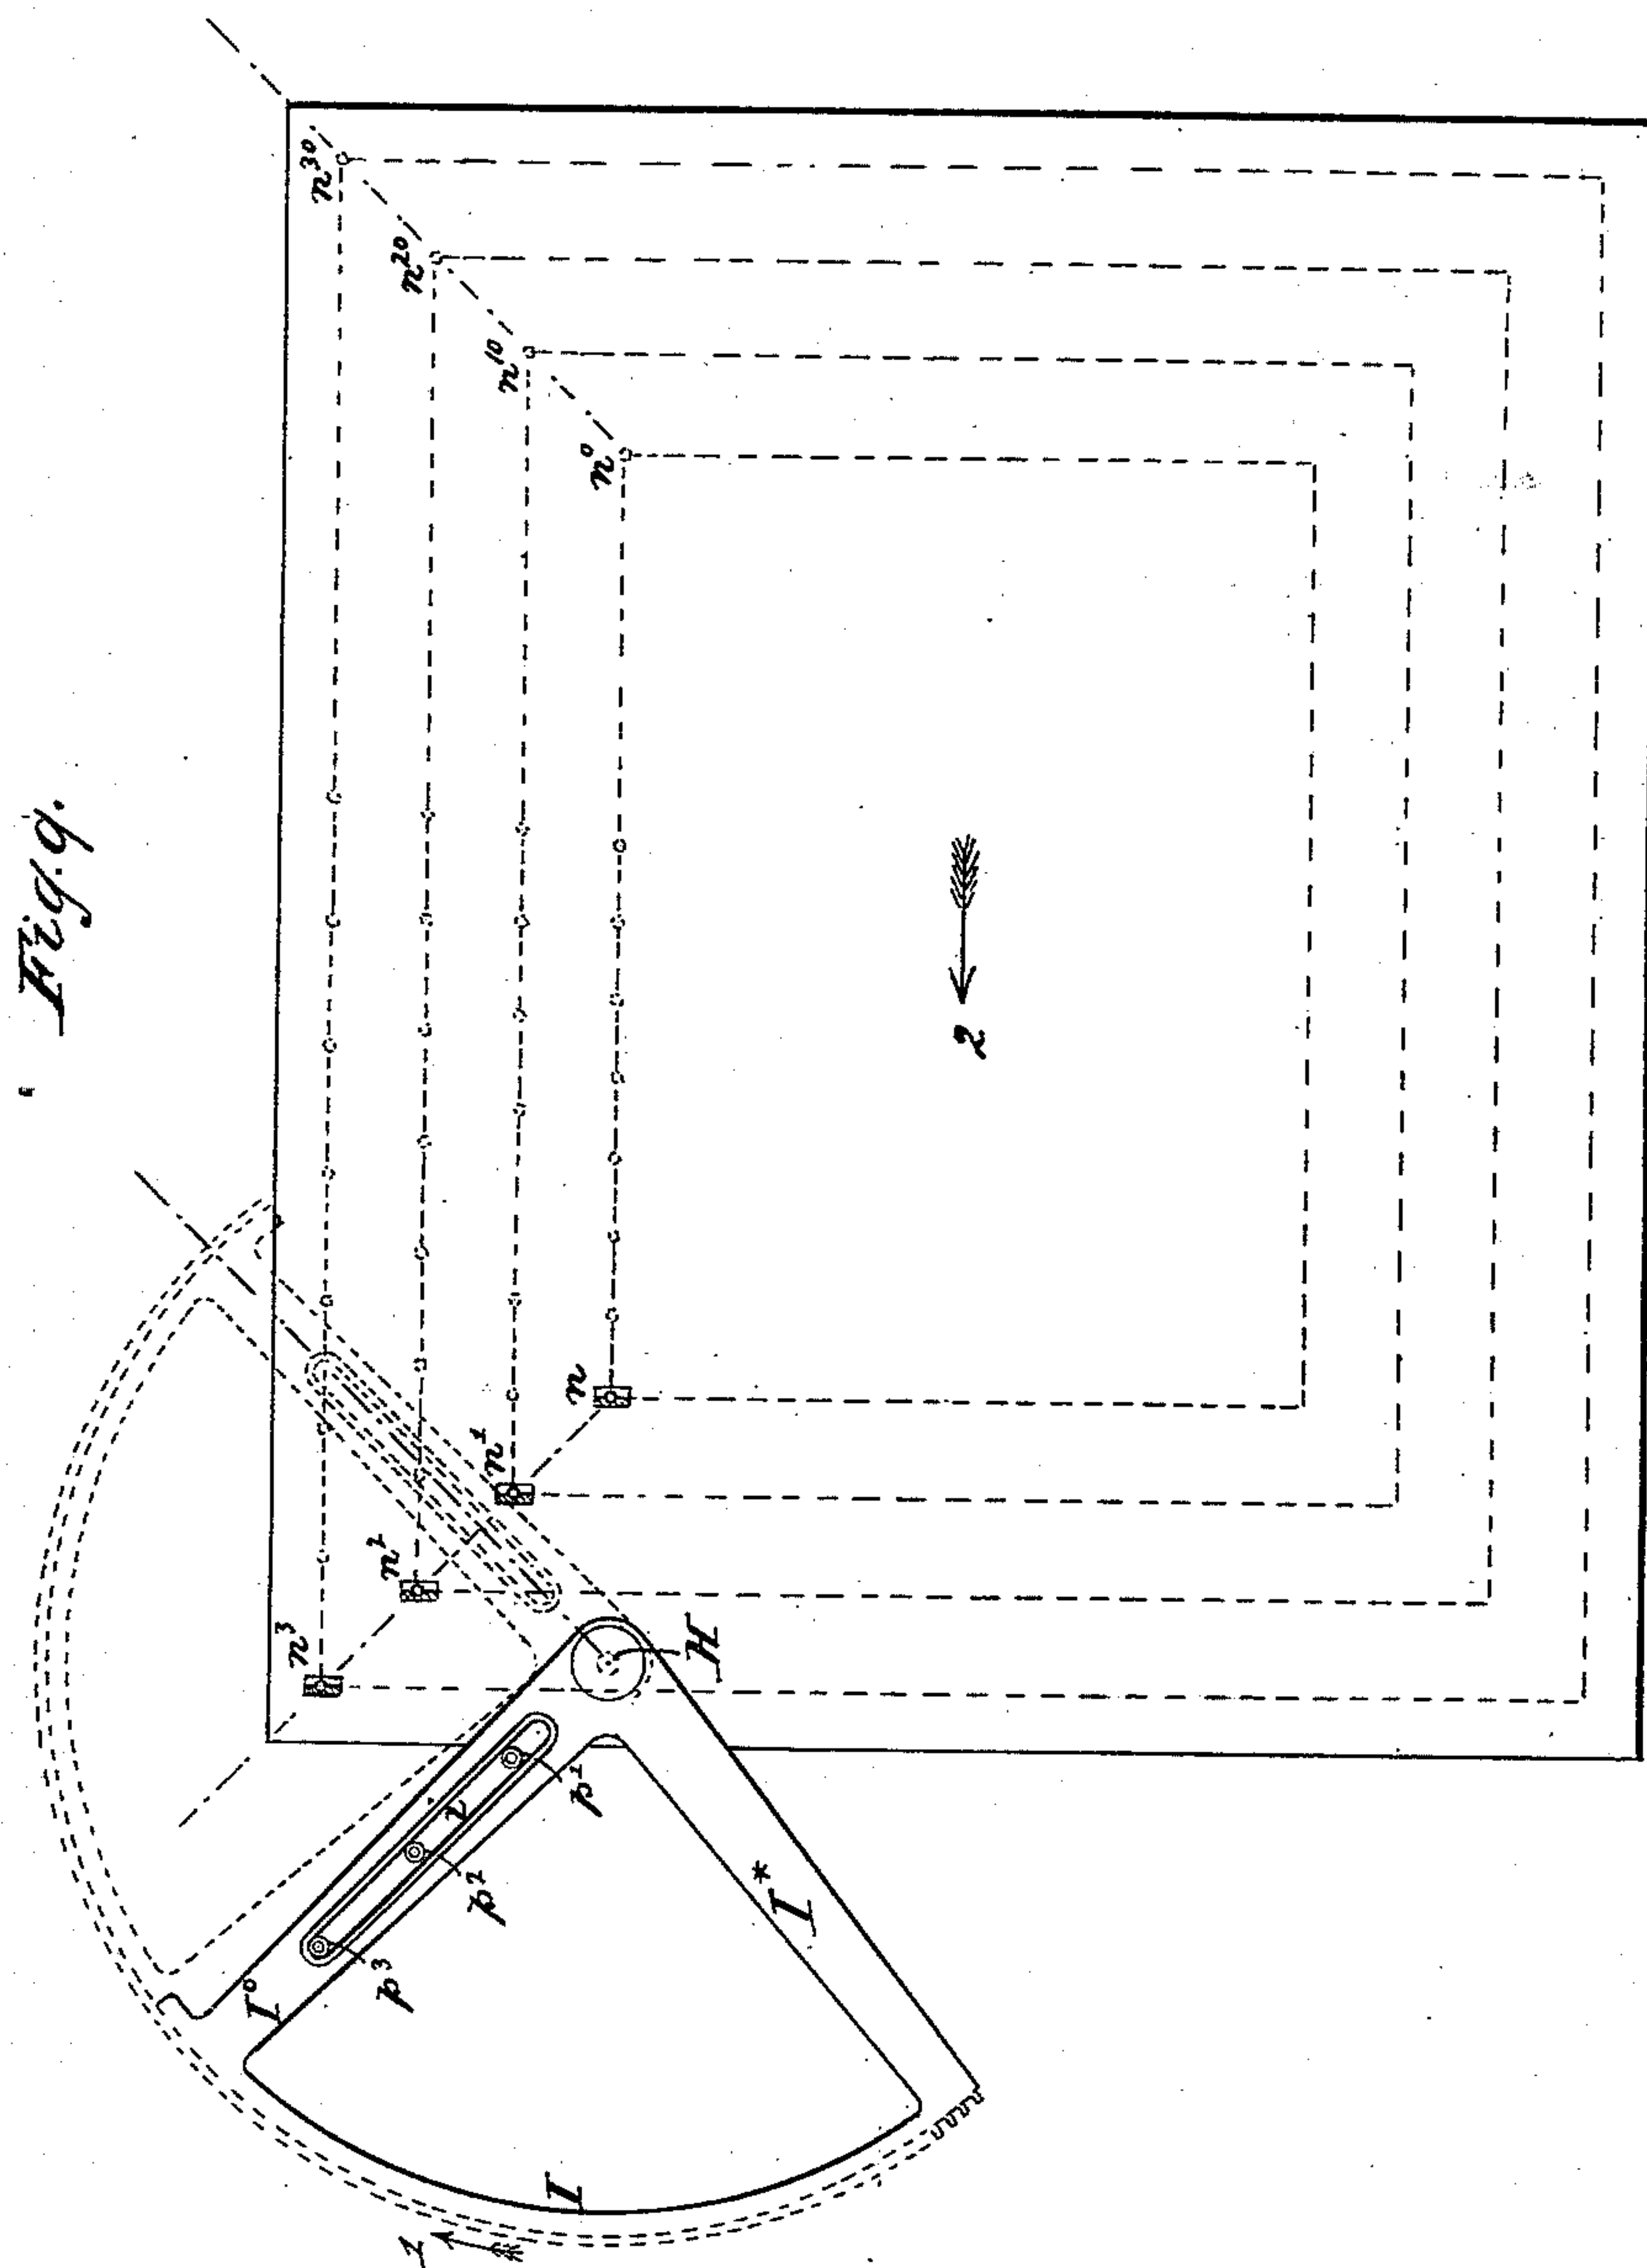 Fig. 9.
n³⁰
n²⁰
n¹⁰
n⁰
2
n
n¹
n²
n³
H
r
p¹
p²
p³
I⁰
I*
I
1